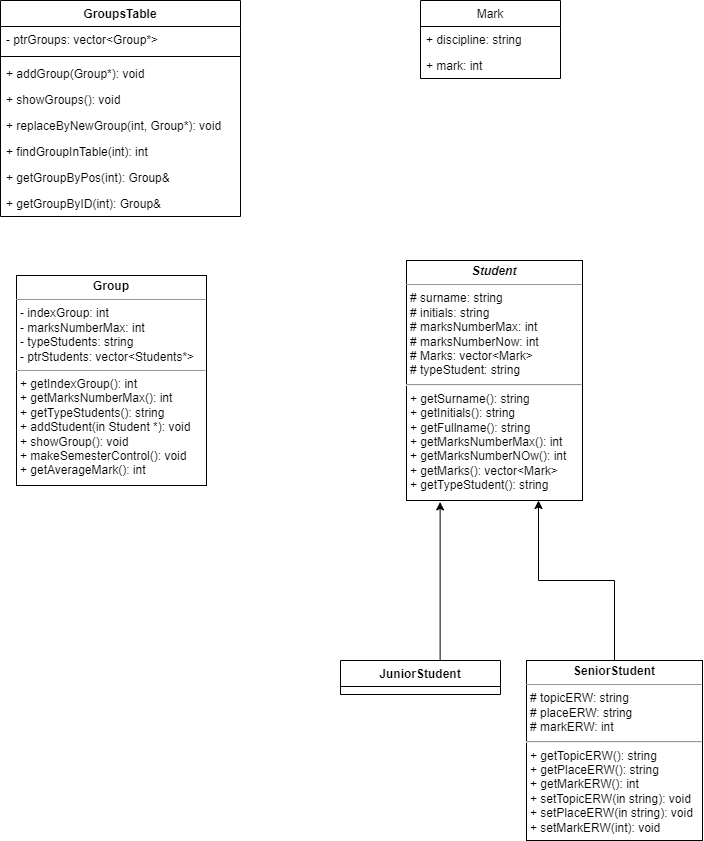 GroupsTable
- ptrGroups: vector<Group*>
+ addGroup(Group*): void
+ showGroups(): void
+ replaceByNewGroup(int, Group*): void
+ findGroupInTable(int): int
+ getGroupByPos(int): Group&
+ getGroupByID(int): Group&
Mark
+ discipline: string
+ mark: int
Group
- indexGroup: int
- marksNumberMax: int
- typeStudents: string
- ptrStudents: vector<Students*>
+ getIndexGroup(): int
+ getMarksNumberMax(): int
+ getTypeStudents(): string
+ addStudent(in Student *): void
+ showGroup(): void
+ makeSemesterControl(): void
+ getAverageMark(): int
Student
# surname: string
# initials: string
# marksNumberMax: int
# marksNumberNow: int
# Marks: vector<Mark>
# typeStudent: string
+ getSurname(): string
+ getInitials(): string
+ getFullname(): string
+ getMarksNumberMax(): int
+ getMarksNumberNOw(): int
+ getMarks(): vector<Mark>
+ getTypeStudent(): string
JuniorStudent
SeniorStudent
# topicERW: string
# placeERW: string
# markERW: int
+ getTopicERW(): string
+ getPlaceERW(): string
+ getMarkERW(): int
+ setTopicERW(in string): void
+ setPlaceERW(in string): void
+ setMarkERW(int): void